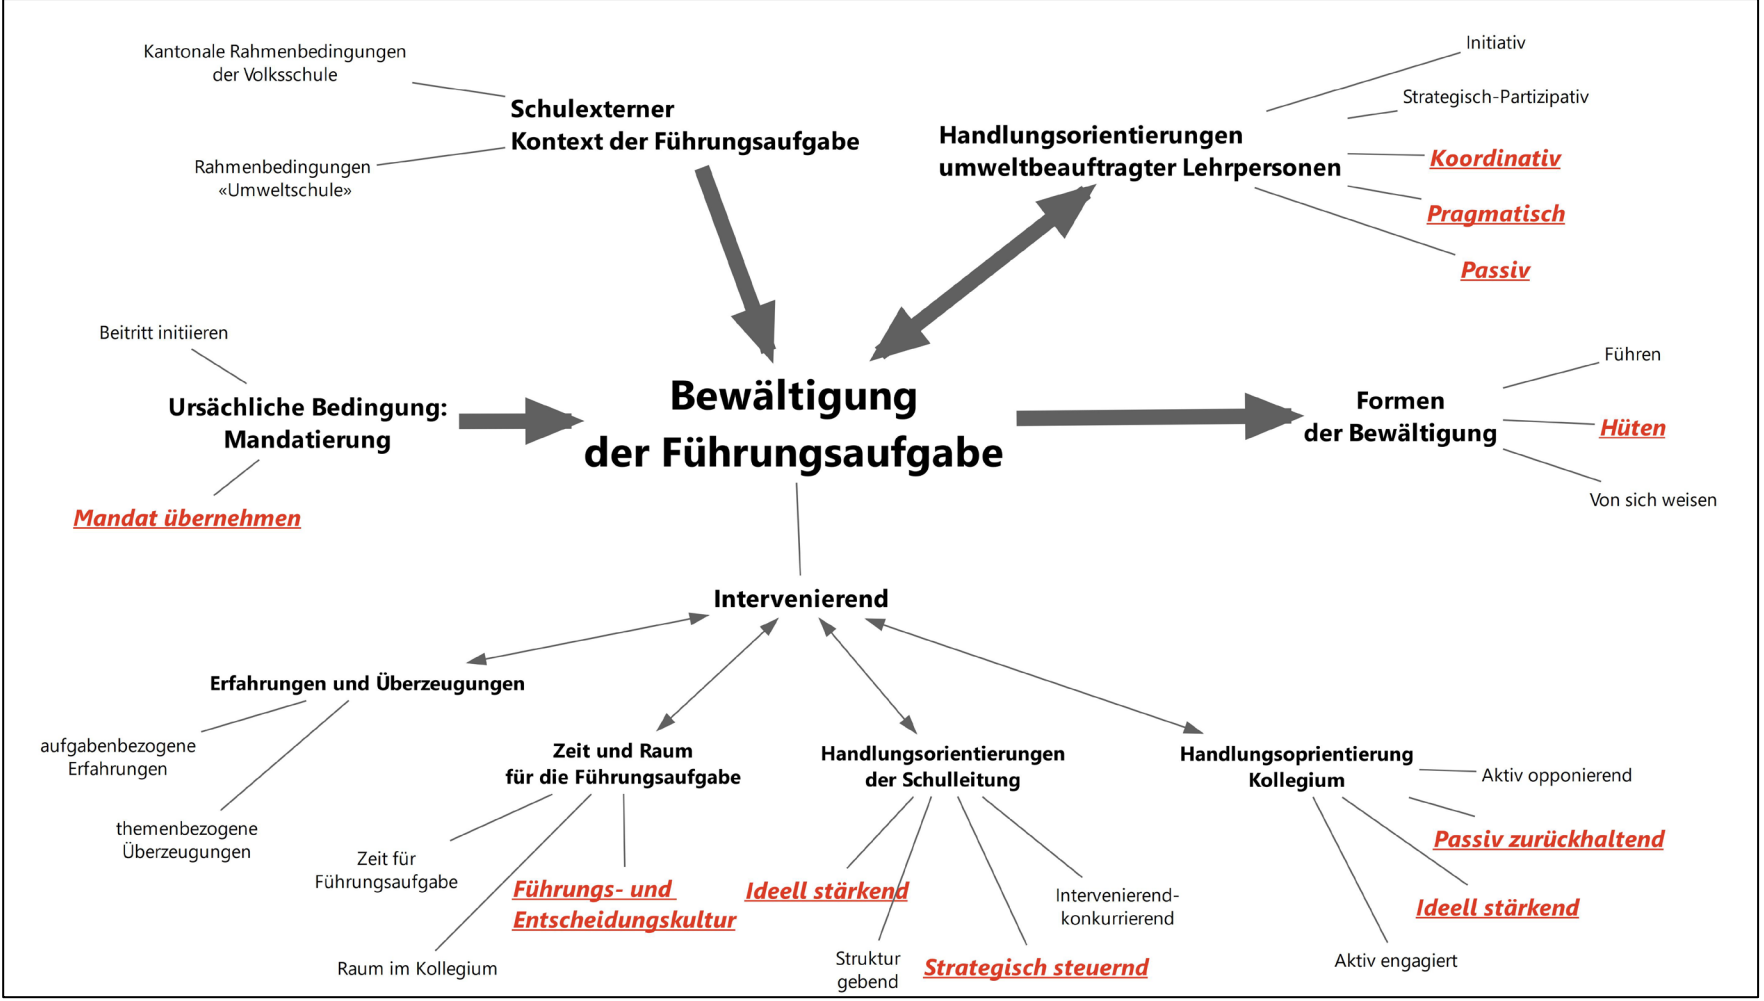 Kantonale Rahmenbedingungen
der Volksschule
Schulexterner
Kontext der Führungsaufgabe
Rahmenbedingungen
«Umweltschule»
Handlungsorientierungen
umweltbeauftragter Lehrpersonen
Initiativ
Strategisch-Partizipativ
Koordinativ
Pragmatisch
Passiv
Beitritt initiieren
Ursächliche Bedingung:
Mandatierung
Mandat übernehmen
Bewältigung
der Führungsaufgabe
Formen
der Bewältigung
Führen
Hüten
Von sich weisen
Intervenierend
Erfahrungen und Überzeugungen
aufgabenbezogene
Erfahrungen
themenbezogene
Überzeugungen
Zeit und Raum
für die Führungsaufgabe
Zeit für
Führungsaufgabe
Führungs- und
Entscheidungskultur
Raum im Kollegium
Handlungsorientierungen
der Schulleitung
Ideell stärkend
Struktur
gebend
Strategisch steuernd
Intervenierend-
konkurrierend
Handlungsoprientierung
Kollegium
Aktiv opponierend
Passiv zurückhaltend
Ideell stärkend
Aktiv engagiert